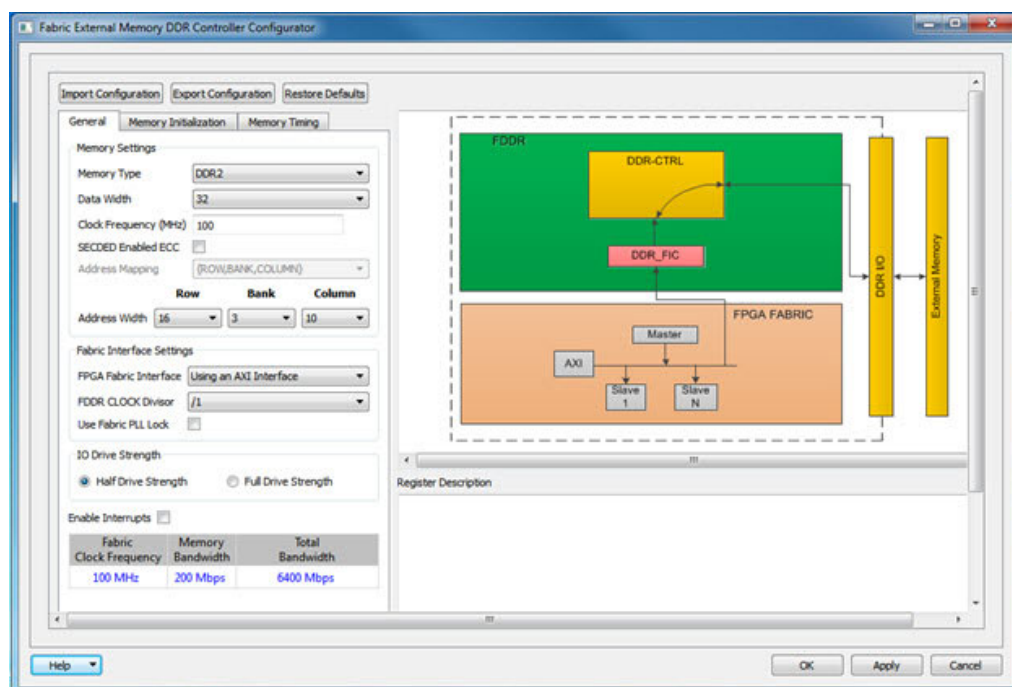 Fabric External Memory DDR Controller Configurator
Import Configuration Export Configuration Restore Defaults
General Memory Initialization Memory Timing
Memory Settings
Memory Type DDR2
Data Width 32
Clock Frequency (MHz) 100
SECDED Enabled ECC
Address Mapping {ROW,BANK,COLUMN}
Row Bank Column
Address Width 16 3 10
Fabric Interface Settings
FPGA Fabric Interface Using an AXI Interface
FDDR CLOCK Divisor /1
Use Fabric PLL Lock
IO Drive Strength
Half Drive Strength Full Drive Strength
Enable Interrupts
Fabric Clock Frequency Memory Bandwidth Total Bandwidth
100 MHz 200 Mbps 6400 Mbps
FDDR
DDR-CTRL
DDR_FIC
FPGA FABRIC
Master
AXI
Slave 1
Slave N
DDR I/O
External Memory
Register Description
Help
OK Apply Cancel